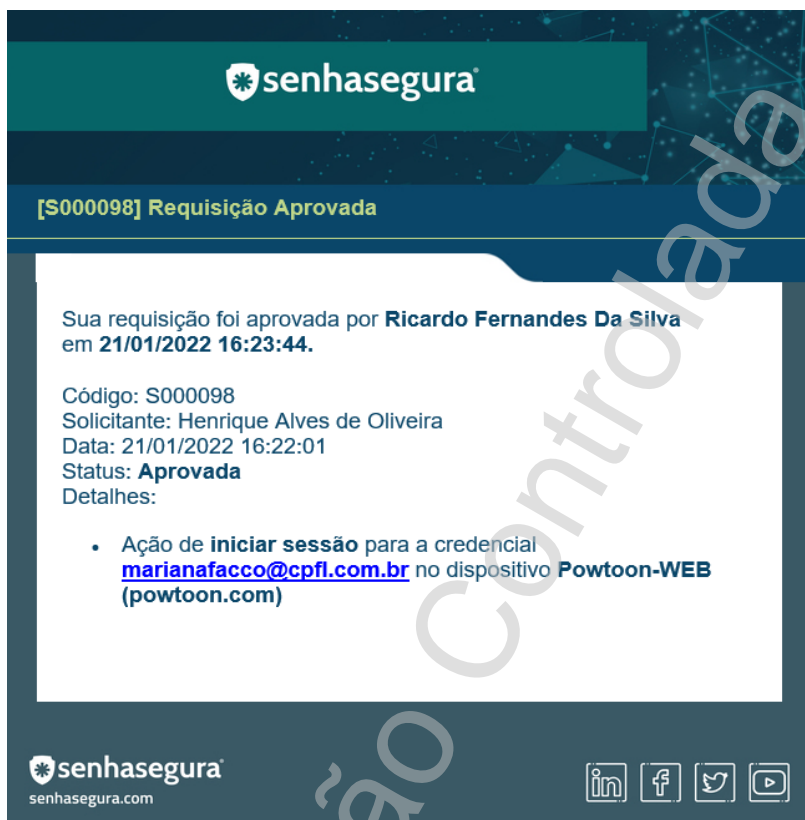 senhasegura
[S000098] Requisição Aprovada
Sua requisição foi aprovada por Ricardo Fernandes Da Silva
em 21/01/2022 16:23:44.
Código: S000098
Solicitante: Henrique Alves de Oliveira
Data: 21/01/2022 16:22:01
Status: Aprovada
Detalhes:
• Ação de iniciar sessão para a credencial
marianafacco@cpfl.com.br no dispositivo Powtoon-WEB
(powtoon.com)
senhasegura
senhasegura.com
ão Controlada